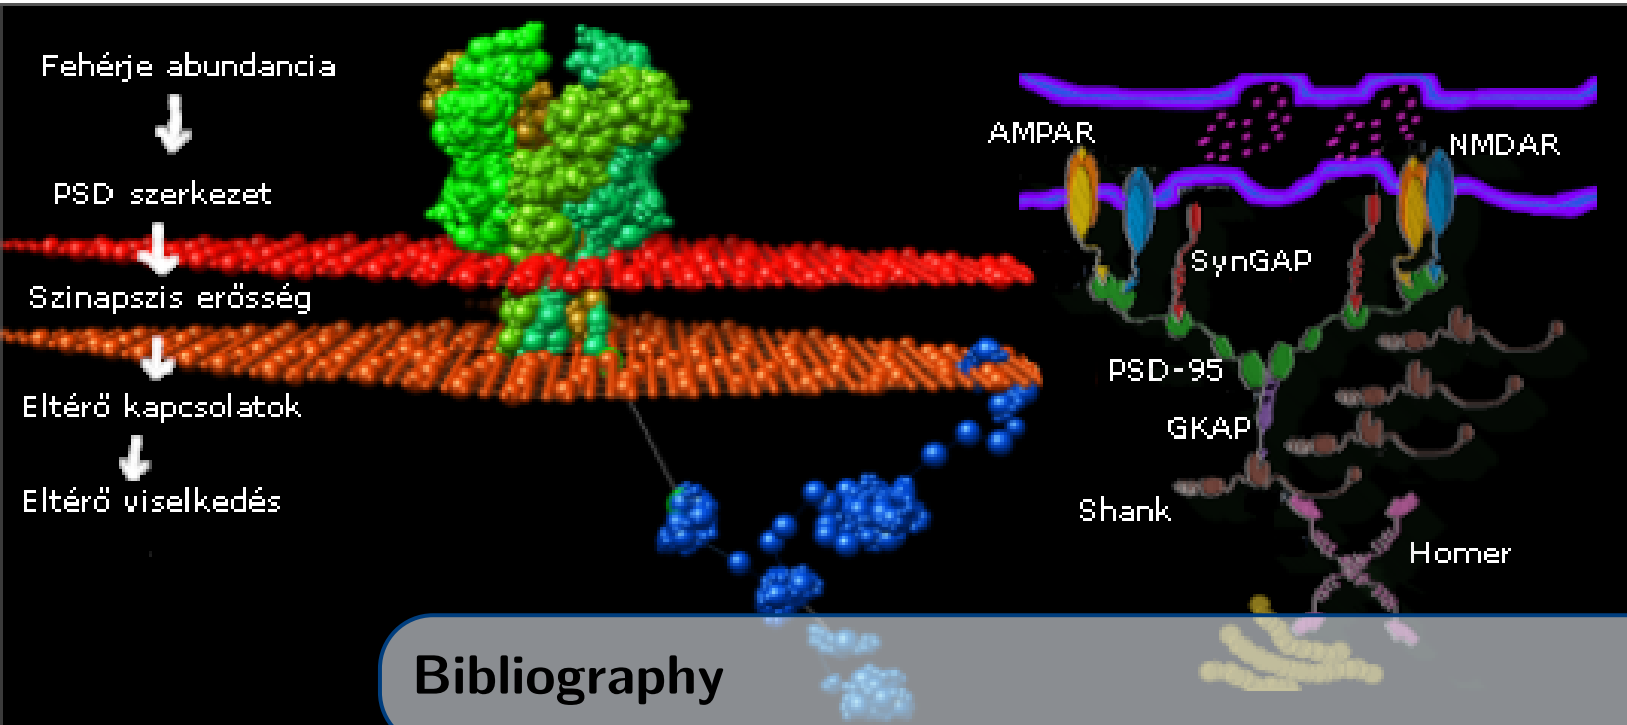 Fehérje abundancia
PSD szerkezet
Szinapszis erősség
Eltérő kapcsolatok
Eltérő viselkedés
AMPAR
NMDAR
SynGAP
PSD-95
GKAP
Shank
Homer
Bibliography